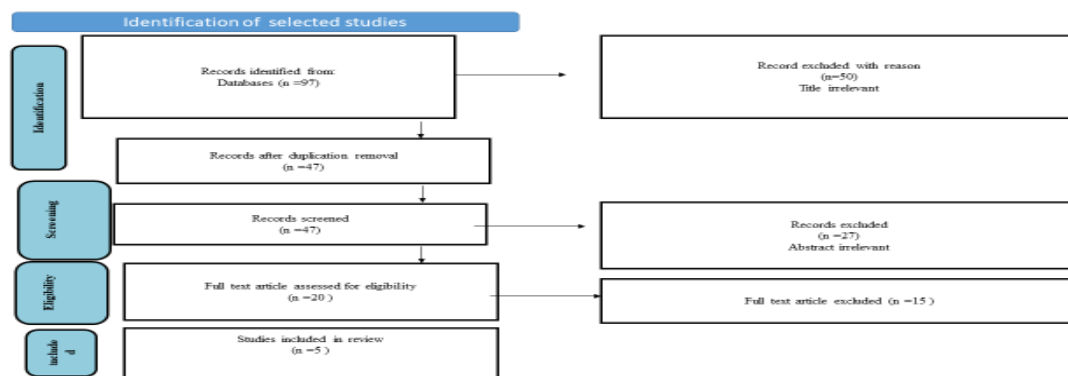 Identification of selected studies
Identification
Records identified from:
Databases (n =97)
Record excluded with reason
(n=50)
Title irrelevant
Records after duplication removal
(n =47)
Screening
Records screened
(n =47)
Records excluded
(n =27)
Abstract irrelevant
Eligibility
Full text article assessed for eligibility
(n =20 )
Full text article excluded (n =15 )
include
d
Studies included in review
(n =5 )